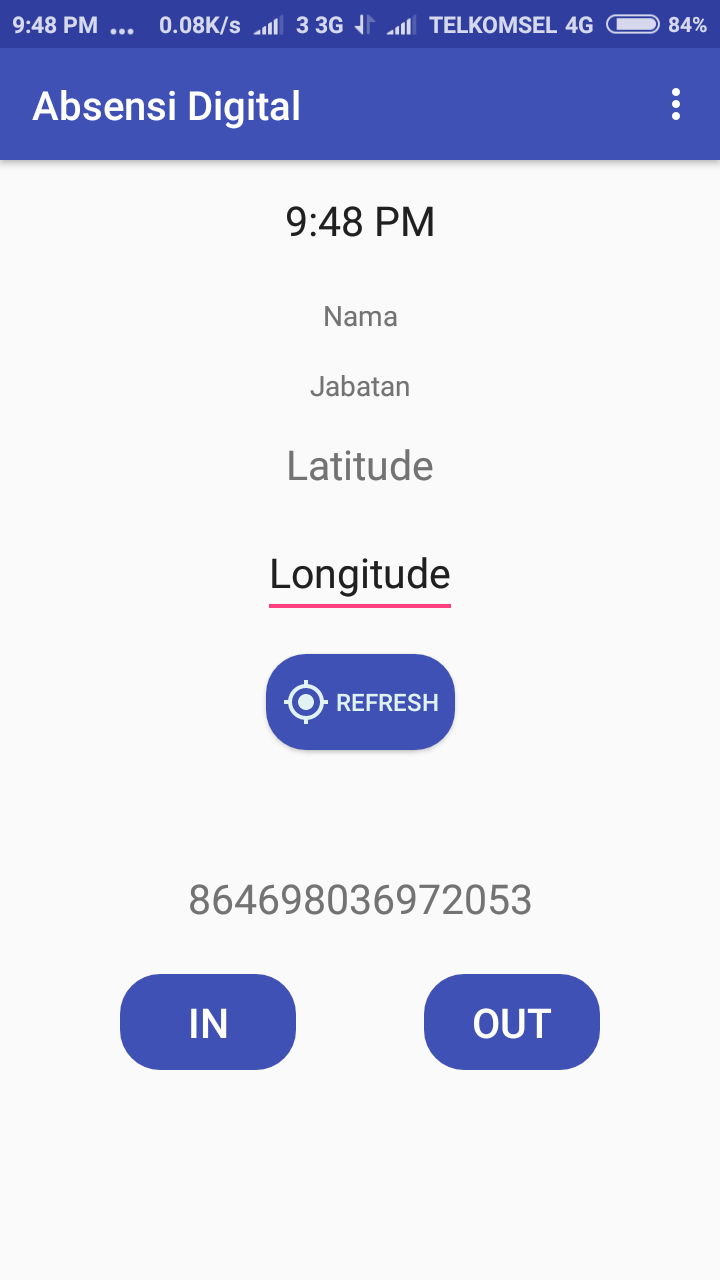 9:48 PM ... 0.08K/s 3 3G TELKOMSEL 4G 84%
Absensi Digital
9:48 PM
Nama
Jabatan
Latitude
Longitude
REFRESH
864698036972053
IN OUT